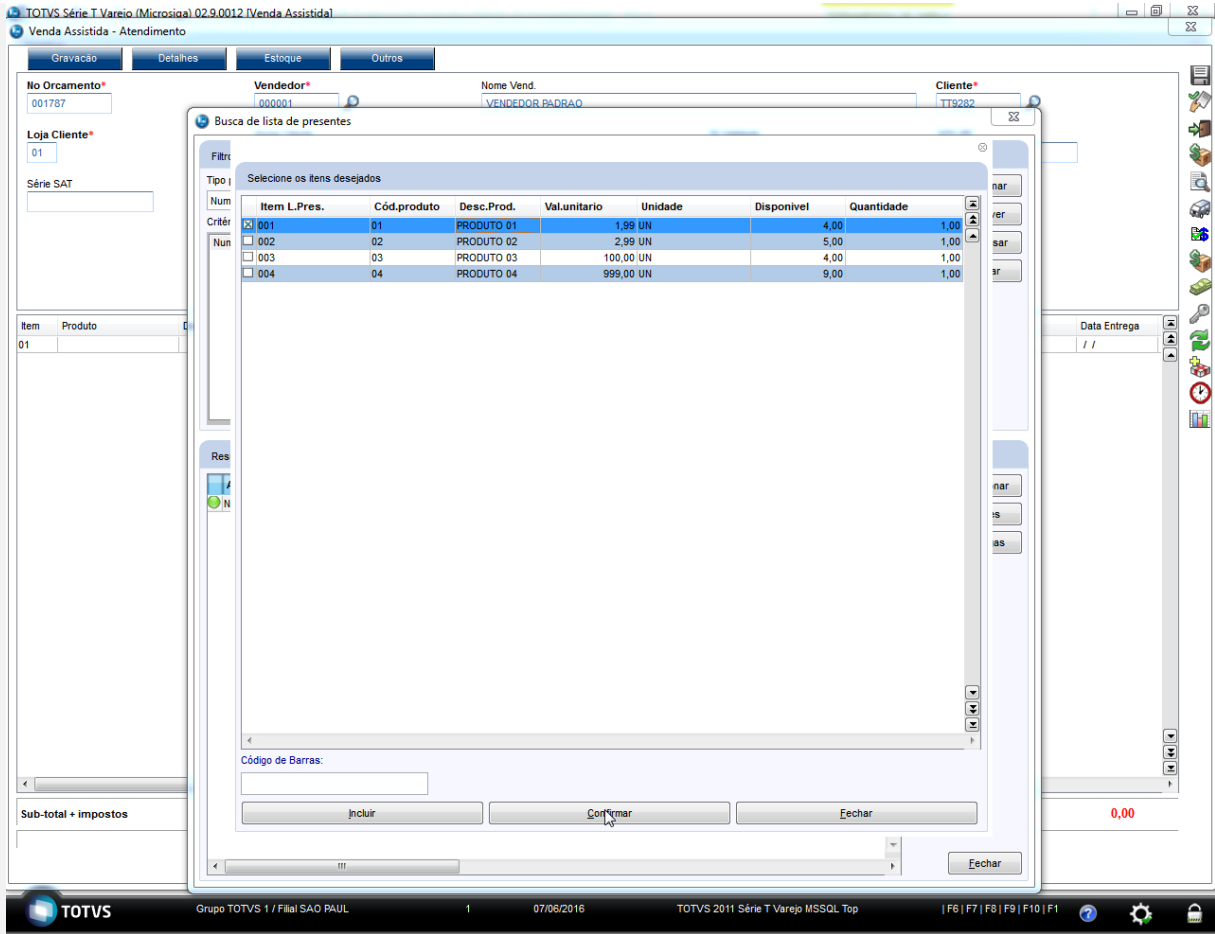 TOTVS Série T Varejo (Microsiga) 02.9.0012 [Venda Assistida]
Venda Assistida - Atendimento
Gravacão Detalhes Estoque Outros
No Orcamento* Vendedor* Nome Vend. Cliente*
001787 000001 VENDEDOR PADRAO TT9282
Busca de lista de presentes
Loja Cliente*
01
Filtro
Selecione os itens desejados
Série SAT
Item L.Pres. Cód.produto Desc.Prod. Val.unitario Unidade Disponivel Quantidade
001 01 PRODUTO 01 1,99 UN 4,00 1,00
002 02 PRODUTO 02 2,99 UN 5,00 1,00
003 03 PRODUTO 03 100,00 UN 4,00 1,00
004 04 PRODUTO 04 999,00 UN 9,00 1,00
Item Produto Data Entrega
01 / /
Código de Barras:
Incluir Confirmar Fechar
Sub-total + impostos 0,00
Fechar
TOTVS Grupo TOTVS 1 / Filial SAO PAUL 1 07/06/2016 TOTVS 2011 Série T Varejo MSSQL Top | F6 | F7 | F8 | F9 | F10 | F1